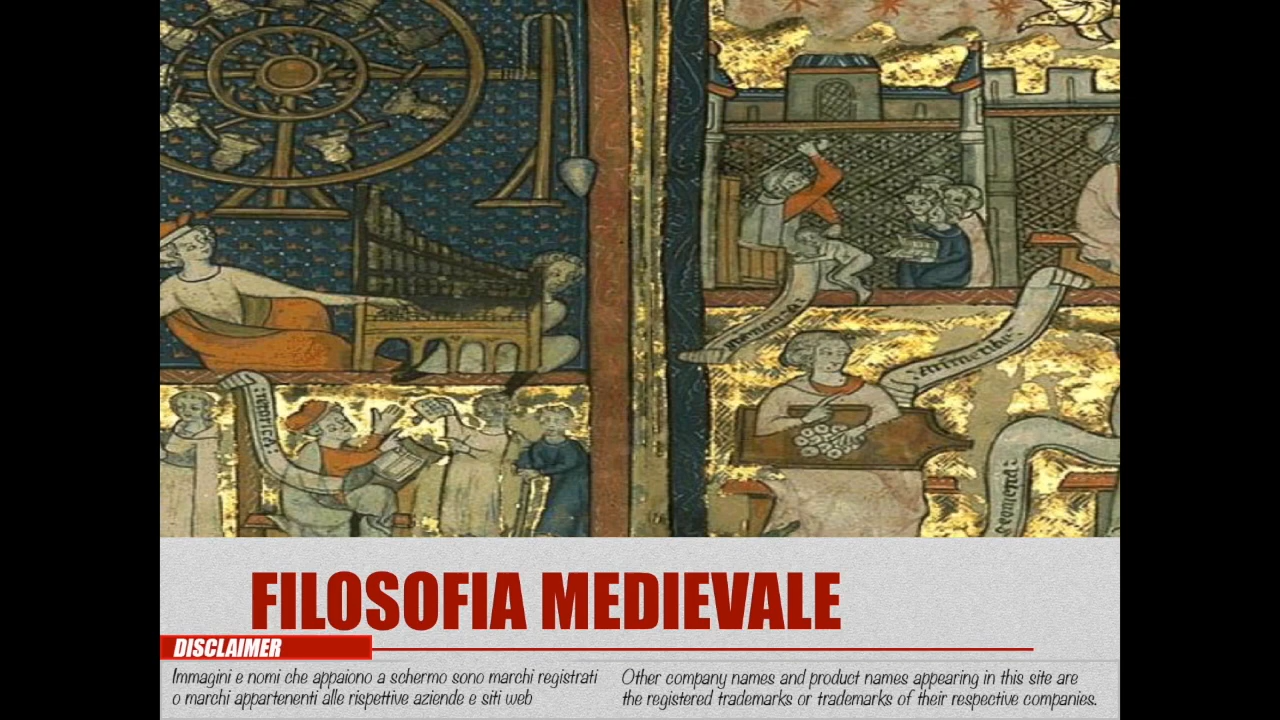 FILOSOFIA MEDIEVALE
DISCLAIMER
Immagini e nomi che appaiono a schermo sono marchi registrati
o marchi appartenenti alle rispettive aziende e siti web
Other company names and product names appearing in this site are
the registered trademarks or trademarks of their respective companies.